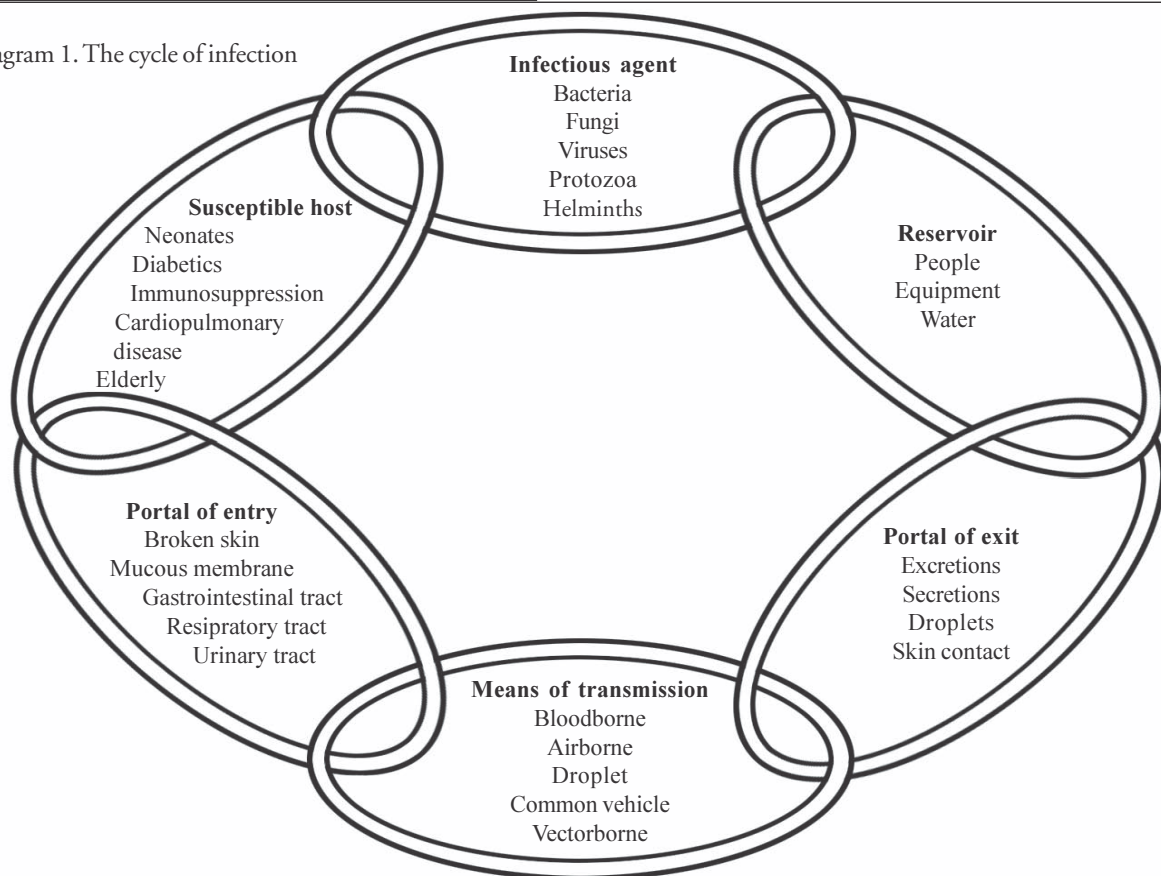 agram 1. The cycle of infection
Infectious agent
Bacteria
Fungi
Viruses
Protozoa
Helminths
Reservoir
People
Equipment
Water
Portal of exit
Excretions
Secretions
Droplets
Skin contact
Means of transmission
Bloodborne
Airborne
Droplet
Common vehicle
Vectorborne
Portal of entry
Broken skin
Mucous membrane
Gastrointestinal tract
Resipratory tract
Urinary tract
Susceptible host
Neonates
Diabetics
Immunosuppression
Cardiopulmonary
disease
Elderly